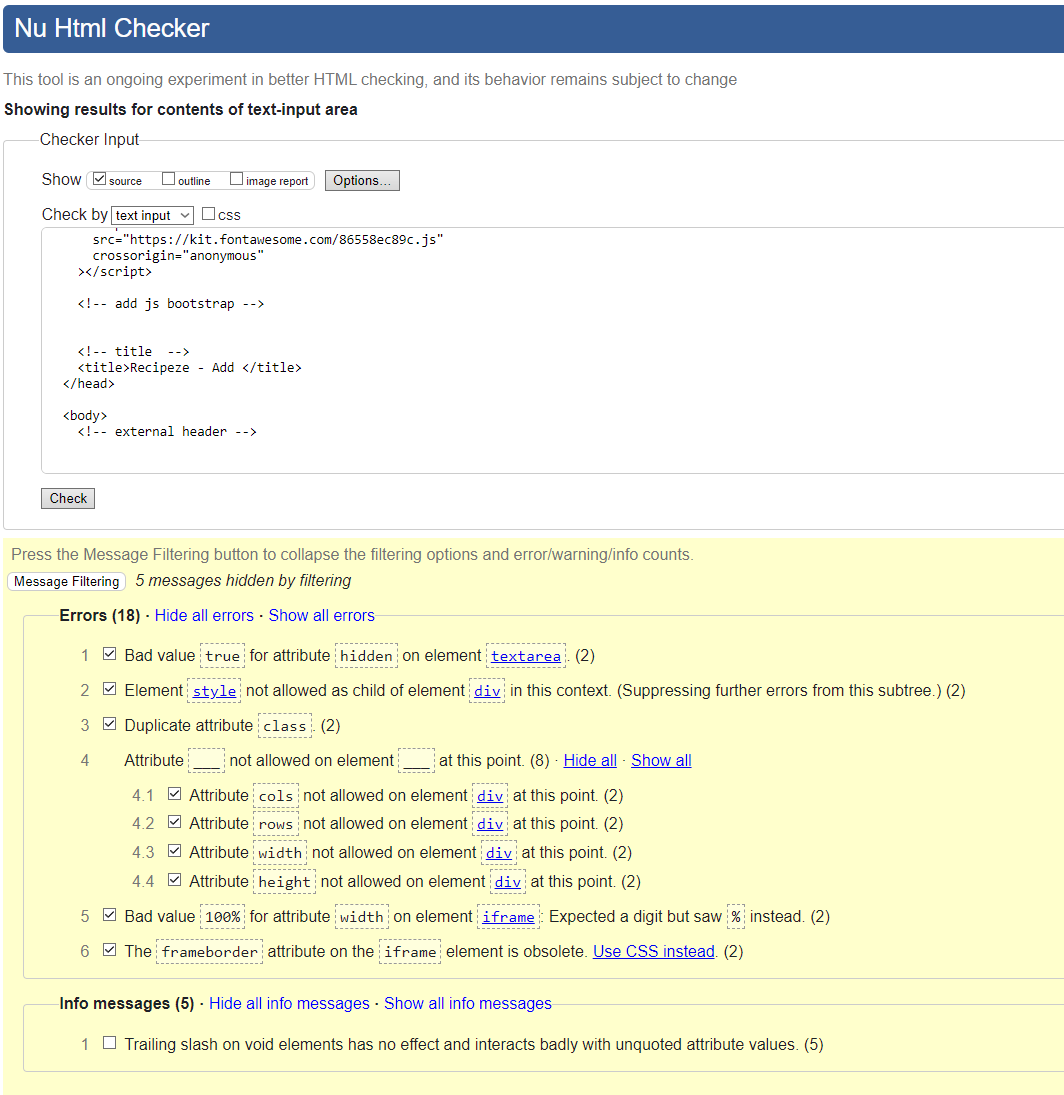 Nu Html Checker
This tool is an ongoing experiment in better HTML checking, and its behavior remains subject to change
Showing results for contents of text-input area
Checker Input
Show source outline image report Options...
Check by text input css
src="https://kit.fontawesome.com/86558ec89c.js"
crossorigin="anonymous"
></script>
<!-- add js bootstrap -->
<!-- title  -->
<title>Recipeze - Add </title>
</head>
<body>
<!-- external header -->
Check
Press the Message Filtering button to collapse the filtering options and error/warning/info counts.
Message Filtering 5 messages hidden by filtering
Errors (18) · Hide all errors · Show all errors
1 Bad value true for attribute hidden on element textarea. (2)
2 Element style not allowed as child of element div in this context. (Suppressing further errors from this subtree.) (2)
3 Duplicate attribute class. (2)
4 Attribute ___ not allowed on element ___ at this point. (8) · Hide all · Show all
4.1 Attribute cols not allowed on element div at this point. (2)
4.2 Attribute rows not allowed on element div at this point. (2)
4.3 Attribute width not allowed on element div at this point. (2)
4.4 Attribute height not allowed on element div at this point. (2)
5 Bad value 100% for attribute width on element iframe: Expected a digit but saw % instead. (2)
6 The frameborder attribute on the iframe element is obsolete. Use CSS instead. (2)
Info messages (5) · Hide all info messages · Show all info messages
1 Trailing slash on void elements has no effect and interacts badly with unquoted attribute values. (5)